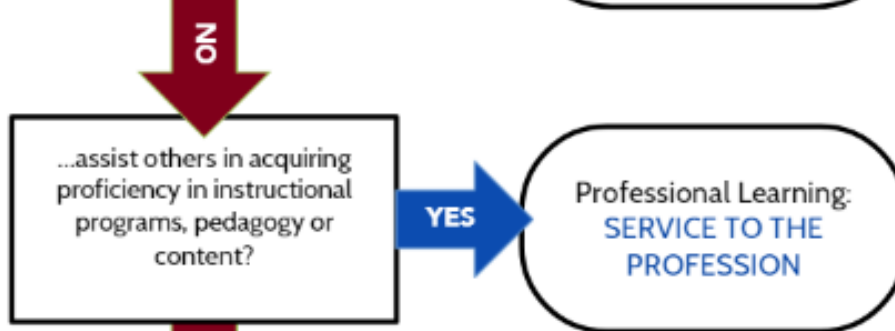 NO
...assist others in acquiring
proficiency in instructional
programs, pedagogy or
content?
YES
Professional Learning:
SERVICE TO THE
PROFESSION